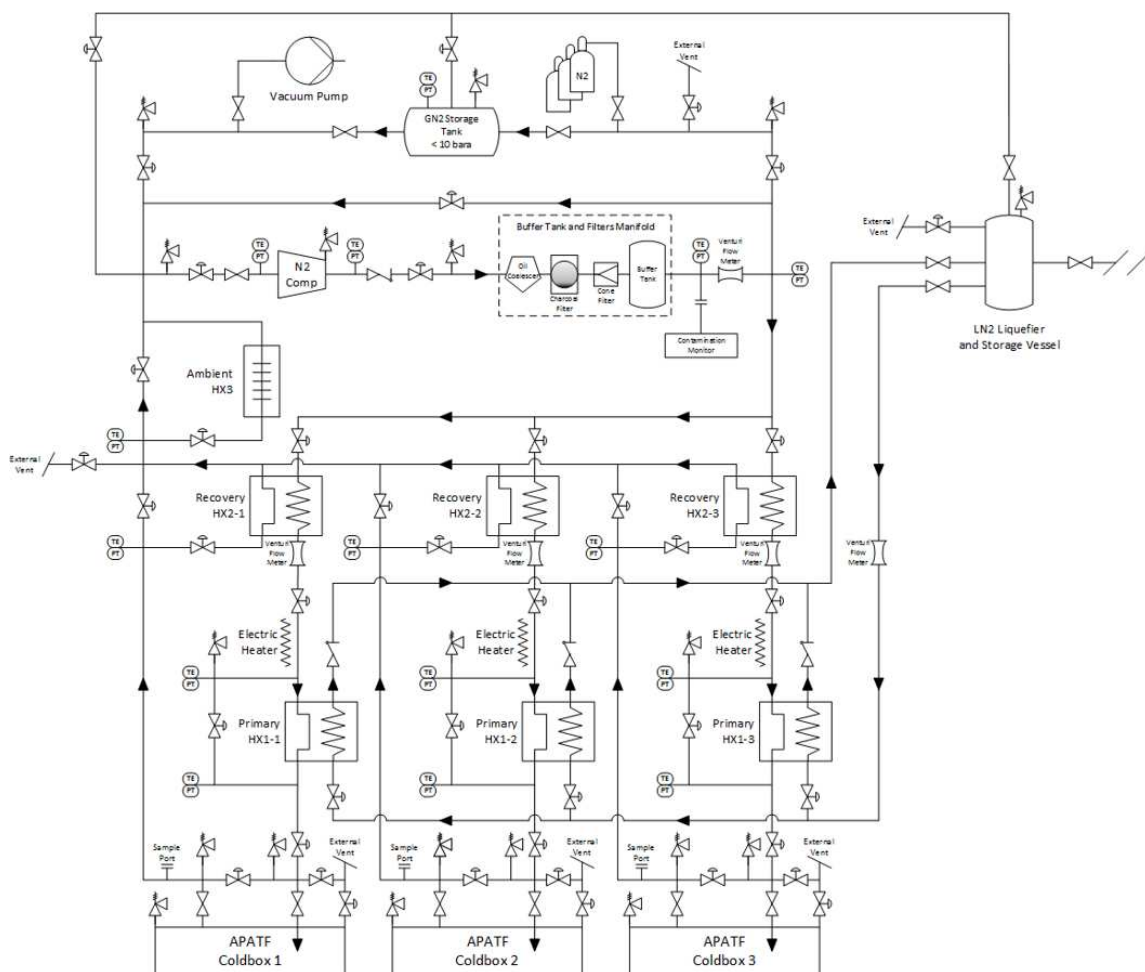 External
Vent
TE
PT
N2
Vacuum Pump
GN2 Storage
Tank
< 10 bara
External
Vent
Buffer Tank and Filters Manifold
TE
PT
Venturi
Flow
Meter
TE
PT
TE
PT
N2
Comp
Oil
Coalescer
Charcoal
Filter
Cone
Filter
Buffer
Tank
TE
PT
Contamination
Monitor
LN2 Liquefier
and Storage Vessel
Ambient
HX3
TE
PT
External
Vent
Recovery
HX2-1
Recovery
HX2-2
Recovery
HX2-3
TE
PT
Venturi
Flow
Meter
TE
PT
Venturi
Flow
Meter
TE
PT
Venturi
Flow
Meter
Venturi
Flow
Meter
Electric
Heater
Electric
Heater
Electric
Heater
TE
PT
TE
PT
TE
PT
Primary
HX1-1
Primary
HX1-2
Primary
HX1-3
TE
PT
TE
PT
TE
PT
Sample
Port
External
Vent
Sample
Port
External
Vent
Sample
Port
External
Vent
APATF
Coldbox 1
APATF
Coldbox 2
APATF
Coldbox 3